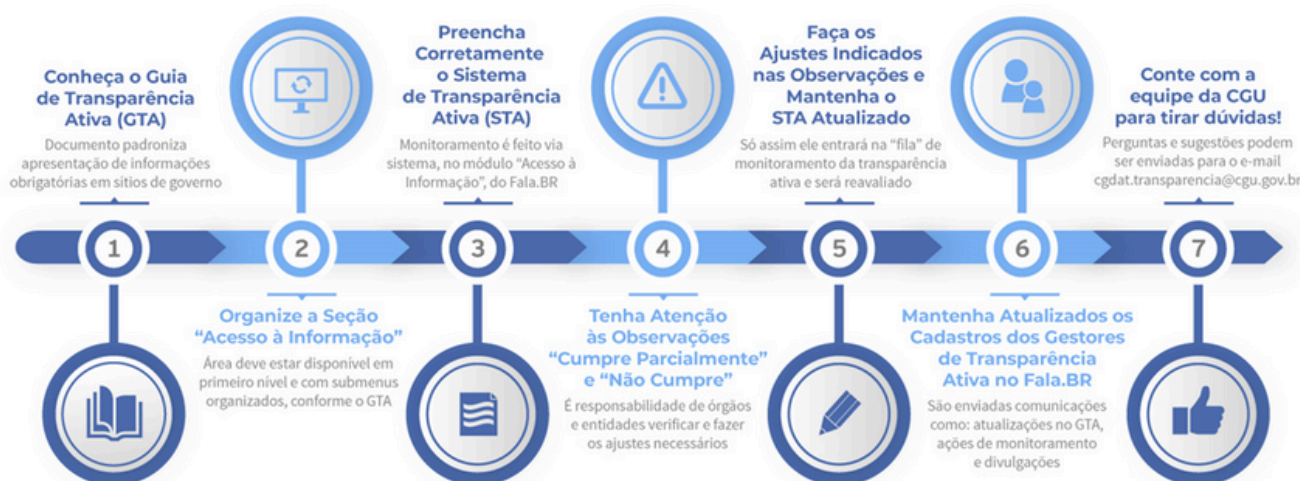 Conheça o Guia
de Transparência
Ativa (GTA)
Documento padroniza
apresentação de informações
obrigatórias em sítios de governo
1
2
Organize a Seção
“Acesso à Informação”
Área deve estar disponível em
primeiro nível e com submenus
organizados, conforme o GTA
Preencha
Corretamente
o Sistema
de Transparência
Ativa (STA)
Monitoramento é feito via
sistema, no módulo “Acesso à
Informação”, do Fala.BR
3
4
Tenha Atenção
às Observações
“Cumpre Parcialmente”
e “Não Cumpre”
É responsabilidade de órgãos
e entidades verificar e fazer
os ajustes necessários
Faça os
Ajustes Indicados
nas Observações e
Mantenha o
STA Atualizado
Só assim ele entrará na “fila” de
monitoramento da transparência
ativa e será reavaliado
5
6
Mantenha Atualizados os
Cadastros dos Gestores
de Transparência
Ativa no Fala.BR
São enviadas comunicações
como: atualizações no GTA,
ações de monitoramento
e divulgações
Conte com a
equipe da CGU
para tirar dúvidas!
Perguntas e sugestões podem
ser enviadas para o e-mail
cgdat.transparencia@cgu.gov.br
7